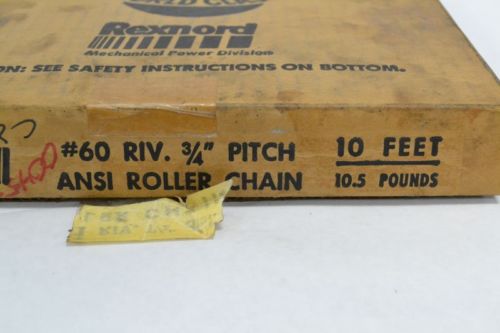 Rexnord
Mechanical Power Division
ON: SEE SAFETY INSTRUCTIONS ON BOTTOM.
#60 RIV. 3/4" PITCH
ANSI ROLLER CHAIN
10 FEET
10.5 POUNDS